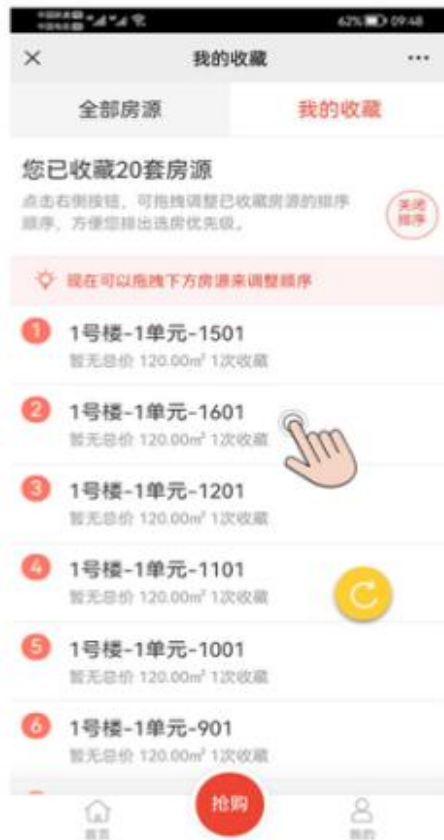 62% 09:48
我的收藏
全部房源 我的收藏
您已收藏20套房源
点击右侧按钮，可拖拽调整已收藏房源的排序
顺序，方便您排出选房优先级。
关闭
排序
现在可以拖拽下方房源来调整顺序
1 1号楼-1单元-1501
暂无总价 120.00㎡ 1次收藏
2 1号楼-1单元-1601
暂无总价 120.00㎡ 1次收藏
3 1号楼-1单元-1201
暂无总价 120.00㎡ 1次收藏
4 1号楼-1单元-1101
暂无总价 120.00㎡ 1次收藏
5 1号楼-1单元-1001
暂无总价 120.00㎡ 1次收藏
6 1号楼-1单元-901
暂无总价 120.00㎡ 1次收藏
首页 抢购 我的